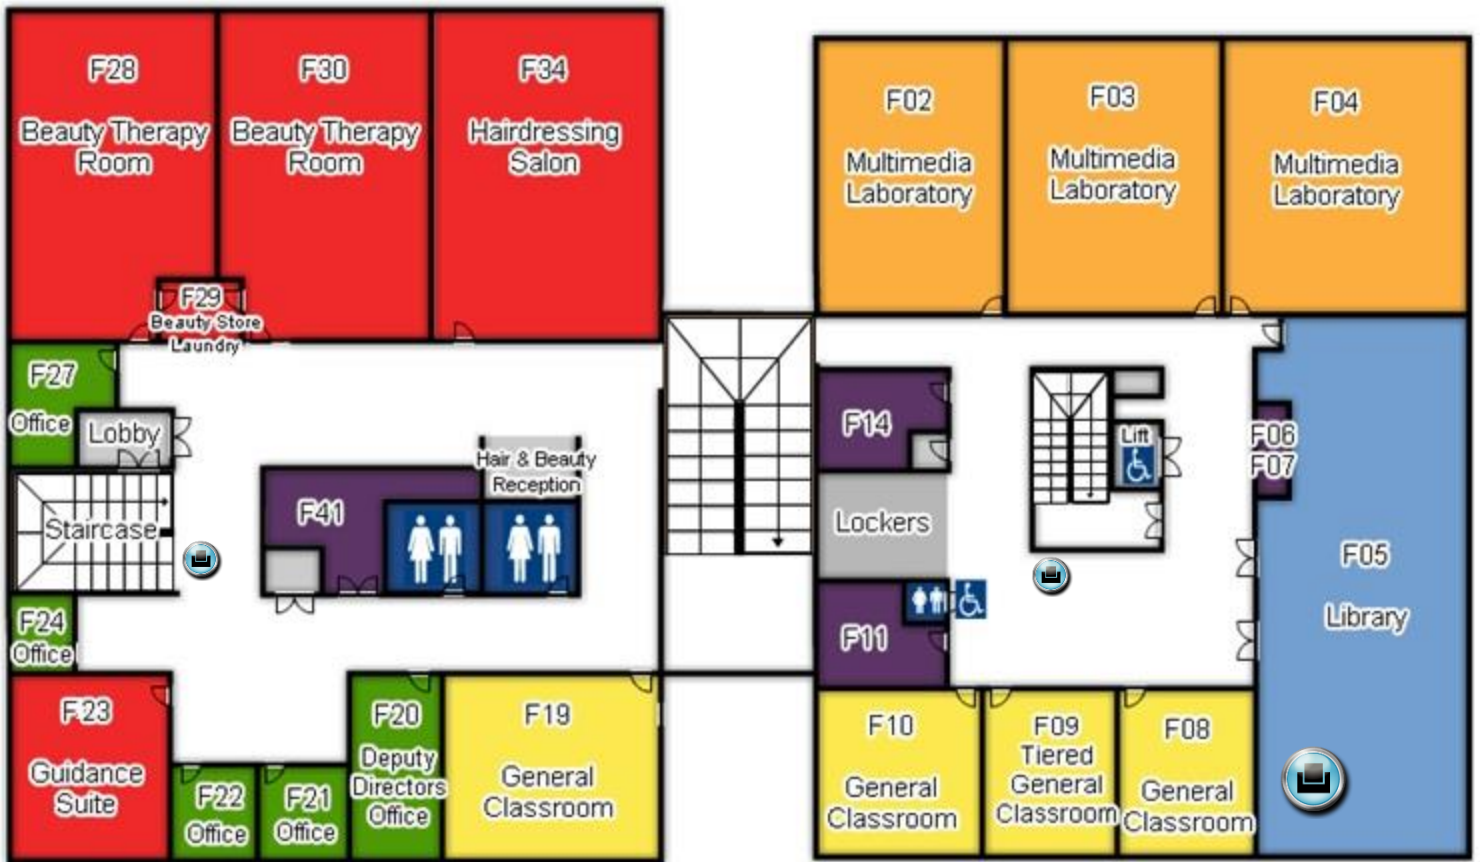 F28
Beauty Therapy
Room
F30
Beauty Therapy
Room
F34
Hairdressing
Salon
F29
Beauty Store
Laundry
F27
Office
Lobby
Staircase
F41
Hair & Beauty
Reception
F24
Office
F23
Guidance
Suite
F22
Office
F21
Office
F20
Deputy
Directors
Office
F19
General
Classroom
F02
Multimedia
Laboratory
F03
Multimedia
Laboratory
F04
Multimedia
Laboratory
F14
Lift
F06
F07
Lockers
F05
Library
F11
F10
General
Classroom
F09
Tiered
General
Classroom
F08
General
Classroom